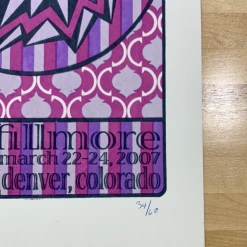 fillmore
march 22-24, 2007
denver, colorado
34/60